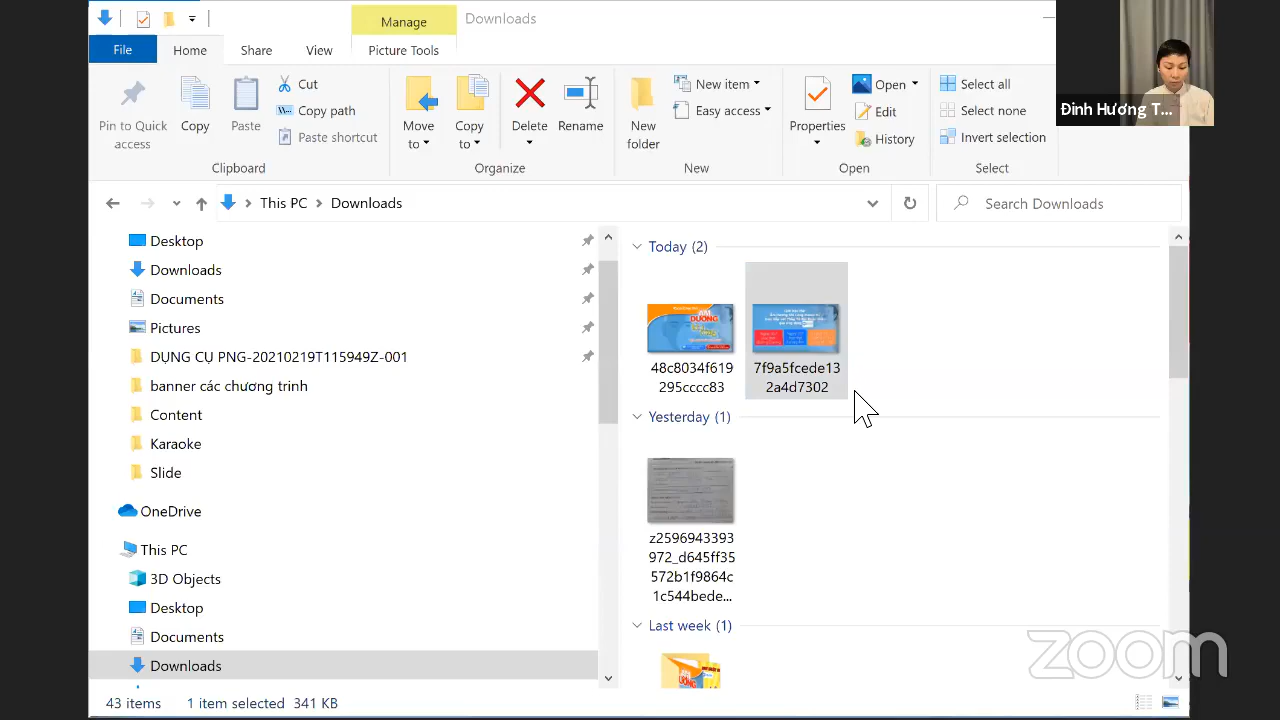 Manage
Downloads
File
Home
Share
View
Picture Tools
Pin to Quick
access
Copy
Paste
Cut
Copy path
Paste shortcut
Clipboard
Move
to
Copy
to
Delete
Rename
Organize
New
folder
New item
Easy access
New
Properties
Open
Edit
History
Open
Select all
Select none
Invert selection
Select
Đinh Hương T...
This PC
Downloads
Search Downloads
Desktop
Downloads
Documents
Pictures
DỤNG CỤ PNG-20210219T115949Z-001
banner các chương trinh
Content
Karaoke
Slide
OneDrive
This PC
3D Objects
Desktop
Documents
Downloads
Today (2)
ÂM
DƯƠNG
48c8034f619
295cccc83
7f9a5fcede13
2a4d7302
Yesterday (1)
z2596943393
972_d645ff35
572b1f9864c
1c544bede...
Last week (1)
zoom
43 items
1 item selected 341 KB